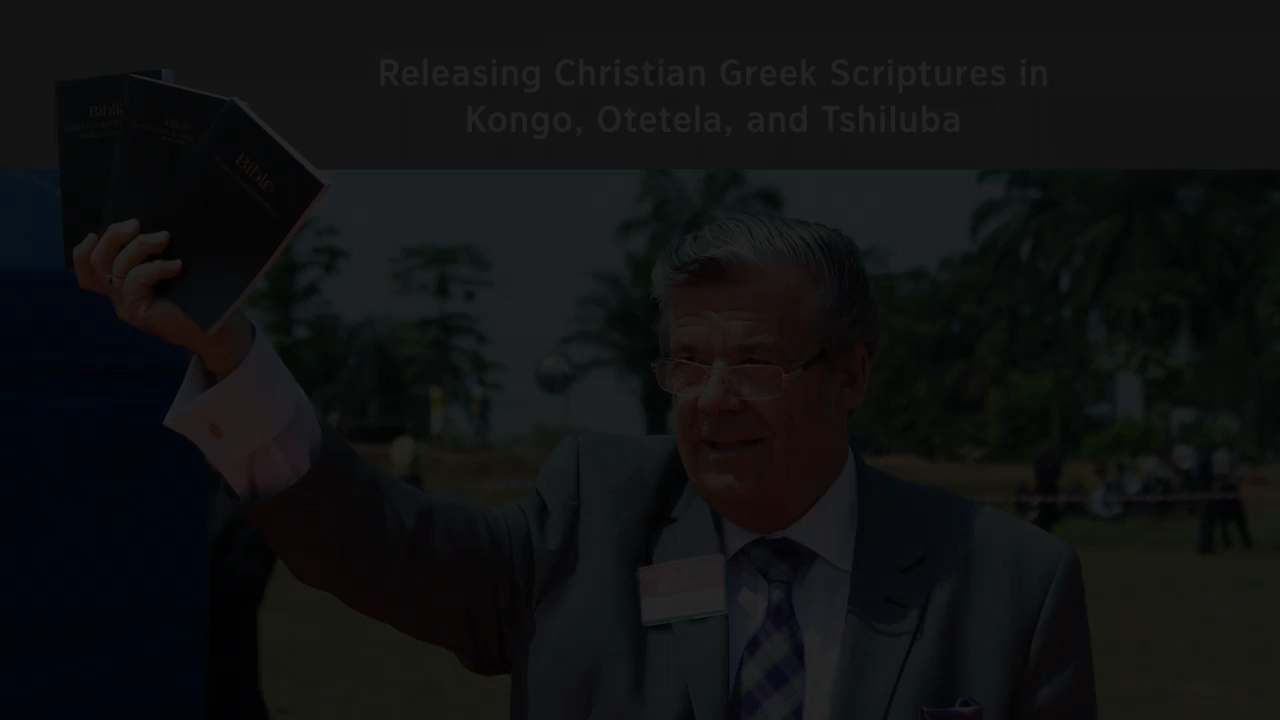 Releasing Christian Greek Scriptures in
Kongo, Otetela, and Tshiluba
Bible
Bible
Bible